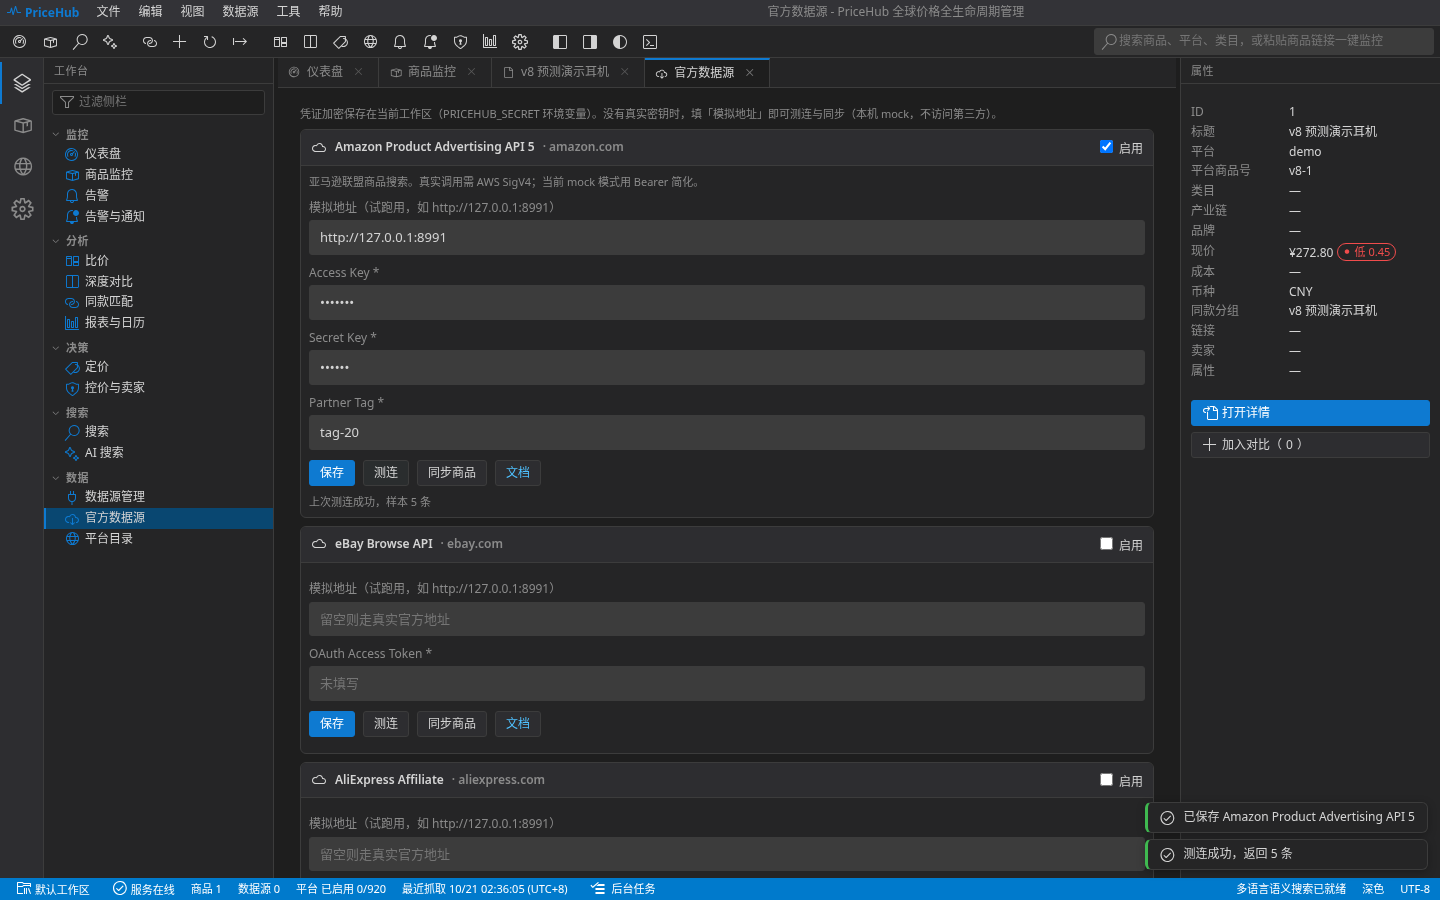 PriceHub 文件 编辑 视图 数据源 工具 帮助 官方数据源 - PriceHub 全球价格全生命周期管理
搜索商品、平台、类目，或粘贴商品链接一键监控
工作台
仪表盘 商品监控 v8 预测演示耳机 官方数据源
属性
过滤侧栏
监控
仪表盘
商品监控
告警
告警与通知
分析
比价
深度对比
同款匹配
报表与日历
决策
定价
控价与卖家
搜索
搜索
AI 搜索
数据
数据源管理
官方数据源
平台目录
凭证加密保存在当前工作区（PRICEHUB_SECRET 环境变量）。没有真实密钥时，填「模拟地址」即可测连与同步（本机 mock，不访问第三方）。
Amazon Product Advertising API 5 · amazon.com 启用
亚马逊联盟商品搜索。真实调用需 AWS SigV4；当前 mock 模式用 Bearer 简化。
模拟地址（试跑用，如 http://127.0.0.1:8991）
http://127.0.0.1:8991
Access Key *
•••••••
Secret Key *
••••••
Partner Tag *
tag-20
保存 测连 同步商品 文档
上次测连成功，样本 5 条
eBay Browse API · ebay.com 启用
模拟地址（试跑用，如 http://127.0.0.1:8991）
留空则走真实官方地址
OAuth Access Token *
未填写
保存 测连 同步商品 文档
AliExpress Affiliate · aliexpress.com 启用
模拟地址（试跑用，如 http://127.0.0.1:8991）
留空则走真实官方地址
ID 1
标题 v8 预测演示耳机
平台 demo
平台商品号 v8-1
类目 —
产业链 —
品牌 —
现价 ¥272.80 低 0.45
成本 —
币种 CNY
同款分组 v8 预测演示耳机
链接 —
卖家 —
属性 —
打开详情
加入对比（ 0 ）
已保存 Amazon Product Advertising API 5
测连成功，返回 5 条
默认工作区 服务在线 商品 1 数据源 0 平台 已启用 0/920 最近抓取 10/21 02:36:05 (UTC+8) 后台任务 多语言语义搜索已就绪 深色 UTF-8